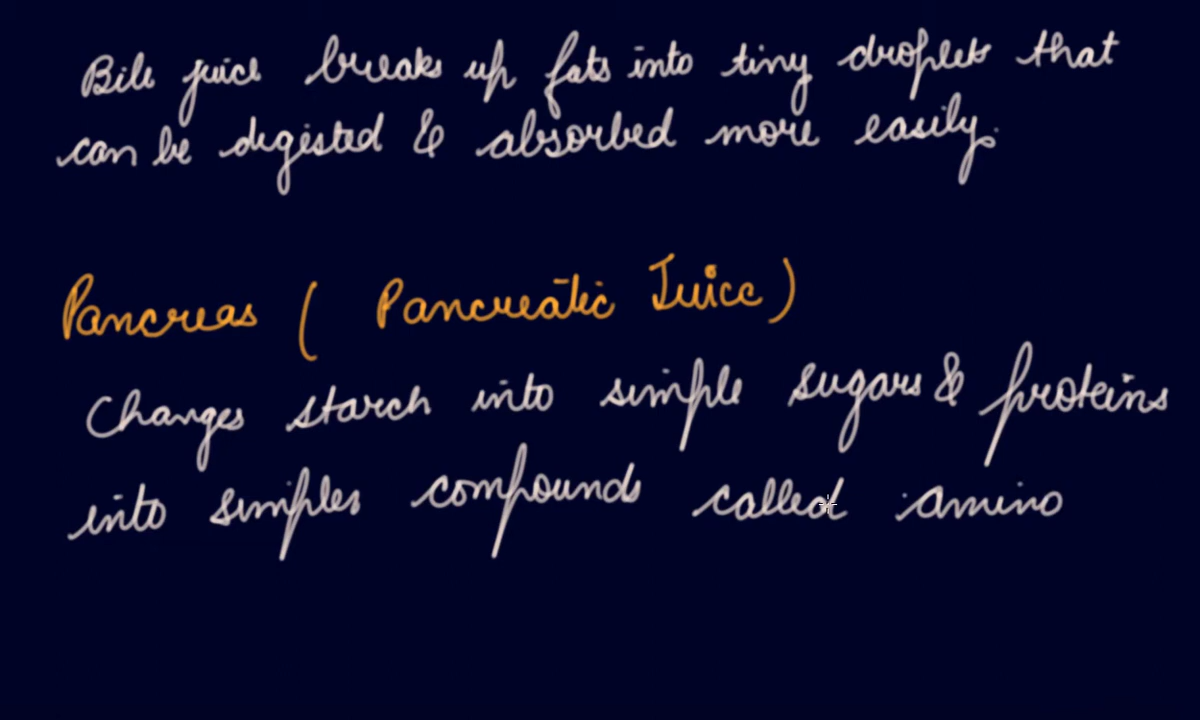 Bile juice breaks up fats into tiny droplets that
can be digested & absorbed more easily.
Pancreas ( Pancreatic Juice )
Changes starch into simple sugars & proteins
into simples compounds called amino